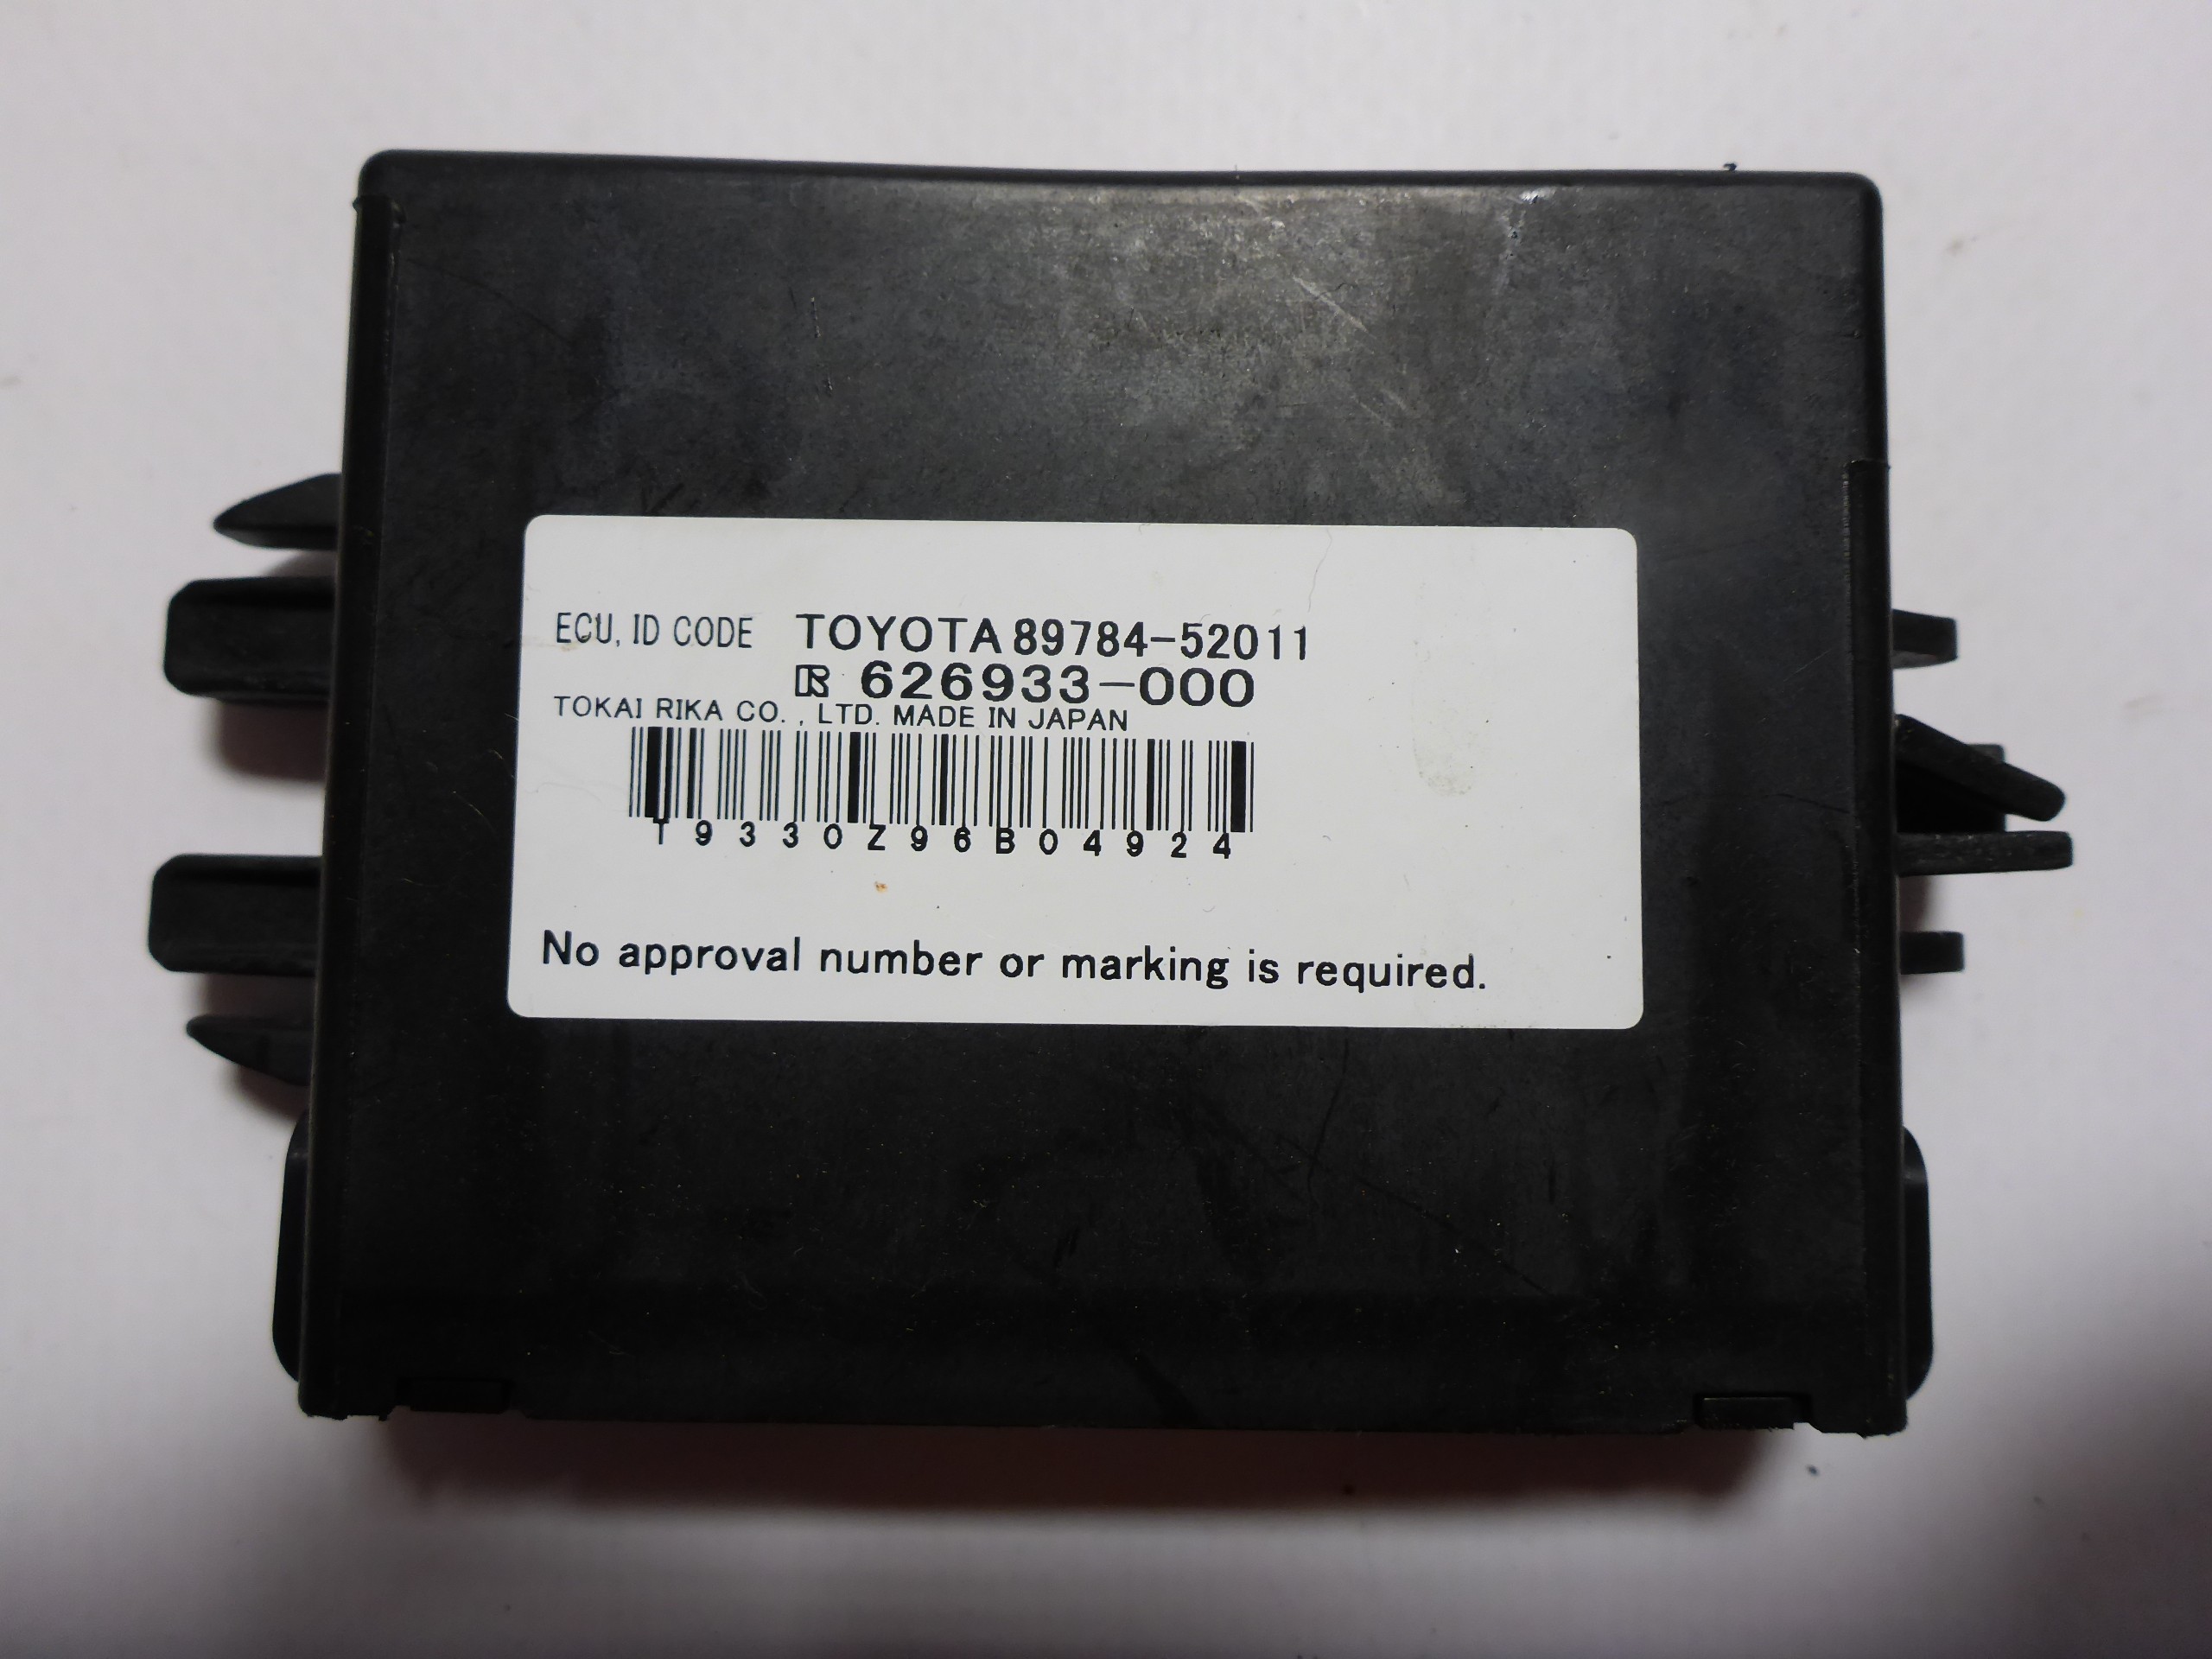 ECU, ID CODE TOYOTA 89784-52011
626933-000
TOKAI RIKA CO., LTD. MADE IN JAPAN
T9330Z96B04924
No approval number or marking is required.